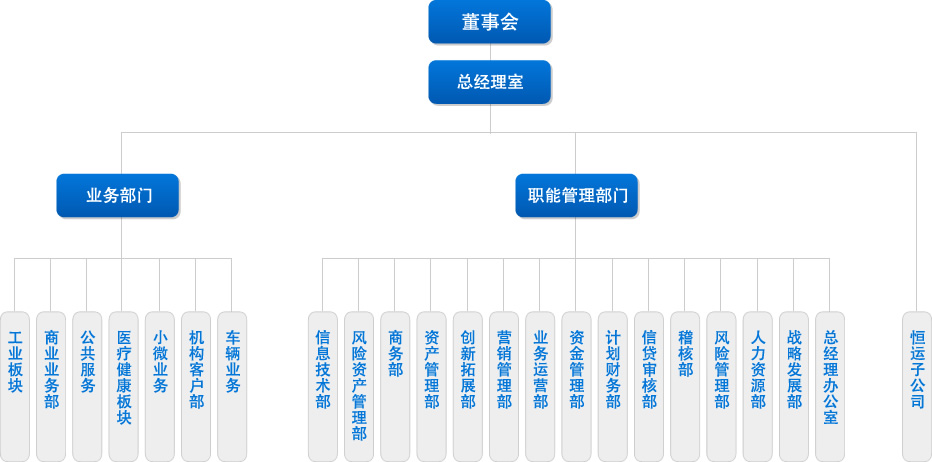 董事会
总经理室
业务部门
职能管理部门
工业板块
商业业务部
公共服务
医疗健康板块
小微业务
机构客户部
车辆业务
信息技术部
风险资产管理部
商务部
资产管理部
创新拓展部
营销管理部
业务运营部
资金管理部
计划财务部
信贷审核部
稽核部
风险管理部
人力资源部
战略发展部
总经理办公室
恒运子公司